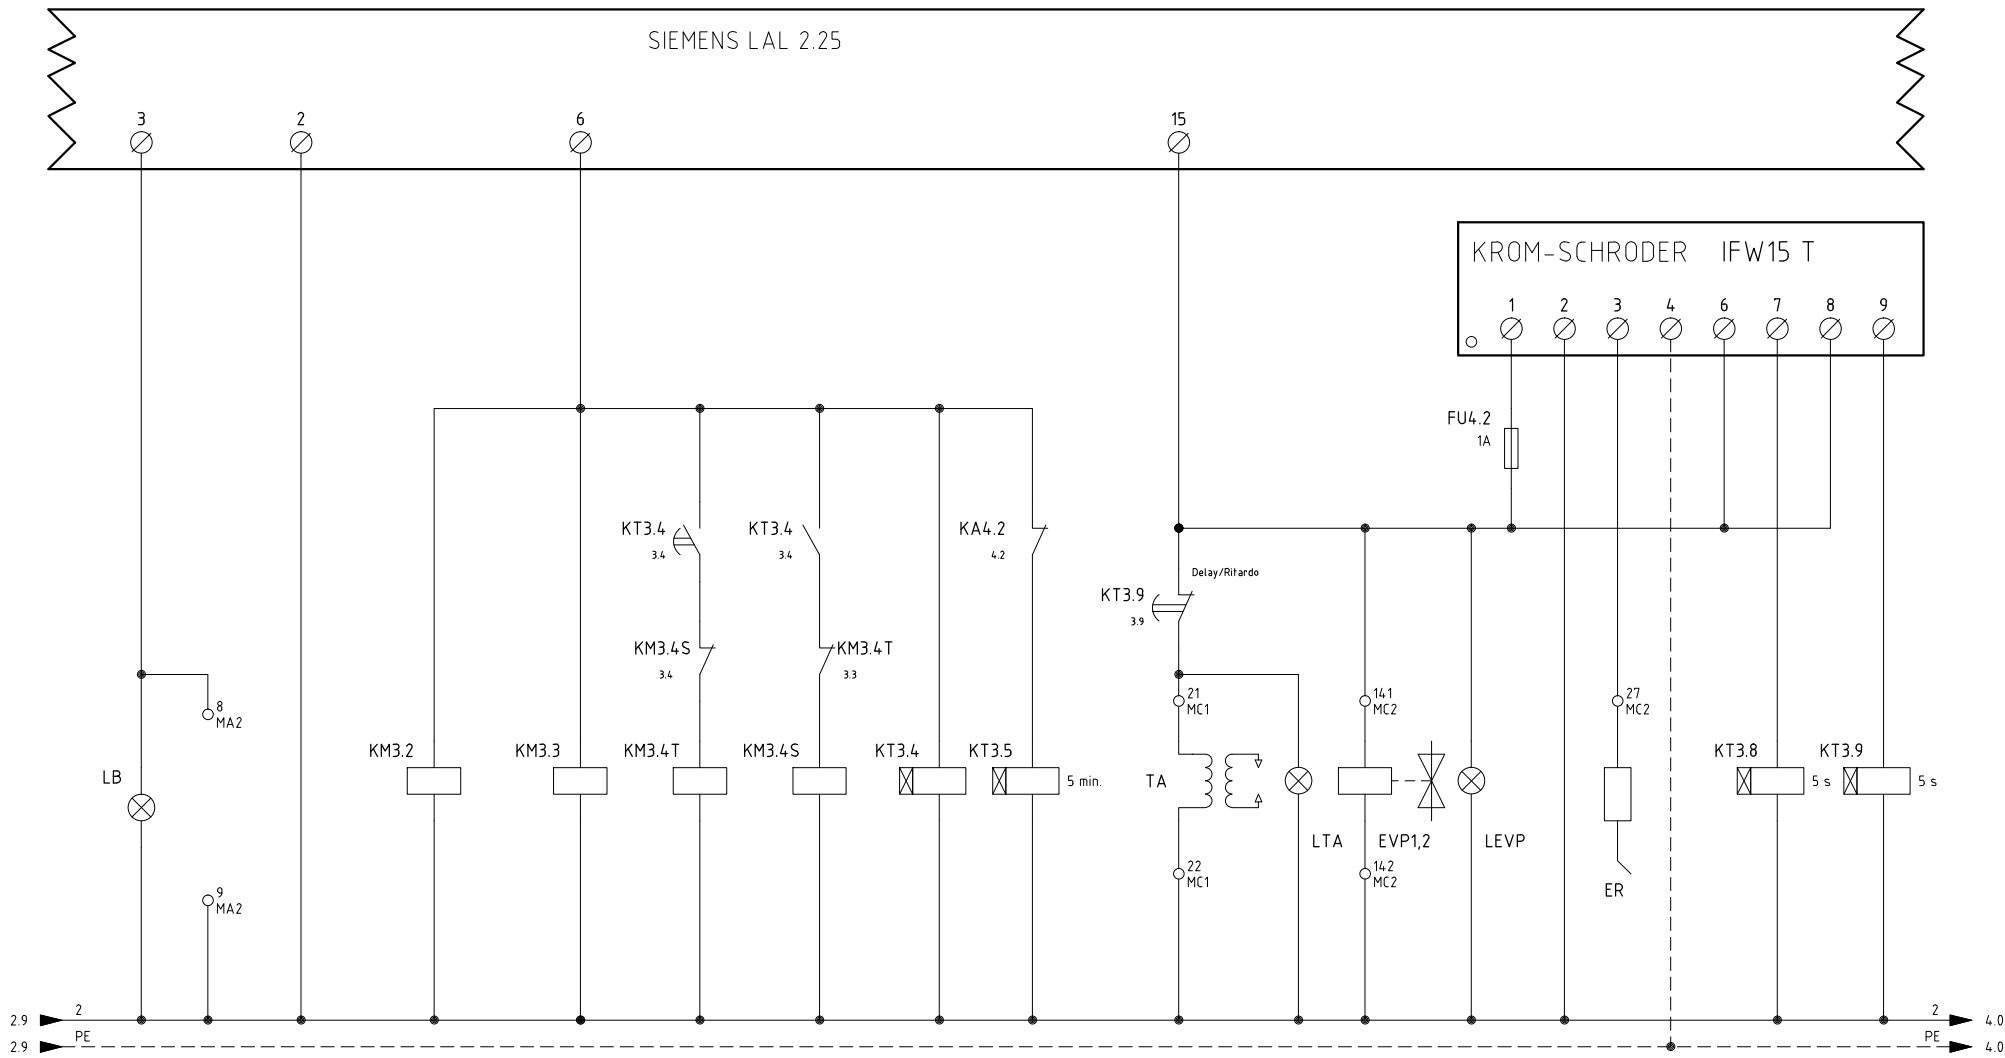 SIEMENS LAL 2.25
3 2 6 15
KROM-SCHRODER IFW15 T
1 2 3 4 6 7 8 9
FU4.2
1A
KT3.4 KT3.4 KA4.2
3.4 3.4 4.2
Delay/Ritardo
KT3.9
3.9
KM3.4S KM3.4T
3.4 3.3
21 141 27
MC1 MC2 MC2
8
MA2
KM3.2 KM3.3 KM3.4T KM3.4S KT3.4 KT3.5 KT3.8 KT3.9
LB TA
5 min. 5 s 5 s
LTA EVP1,2 LEVP
22 142
MC1 MC2
ER
9
MA2
2 2
2.9 4.0
PE PE
2.9 4.0